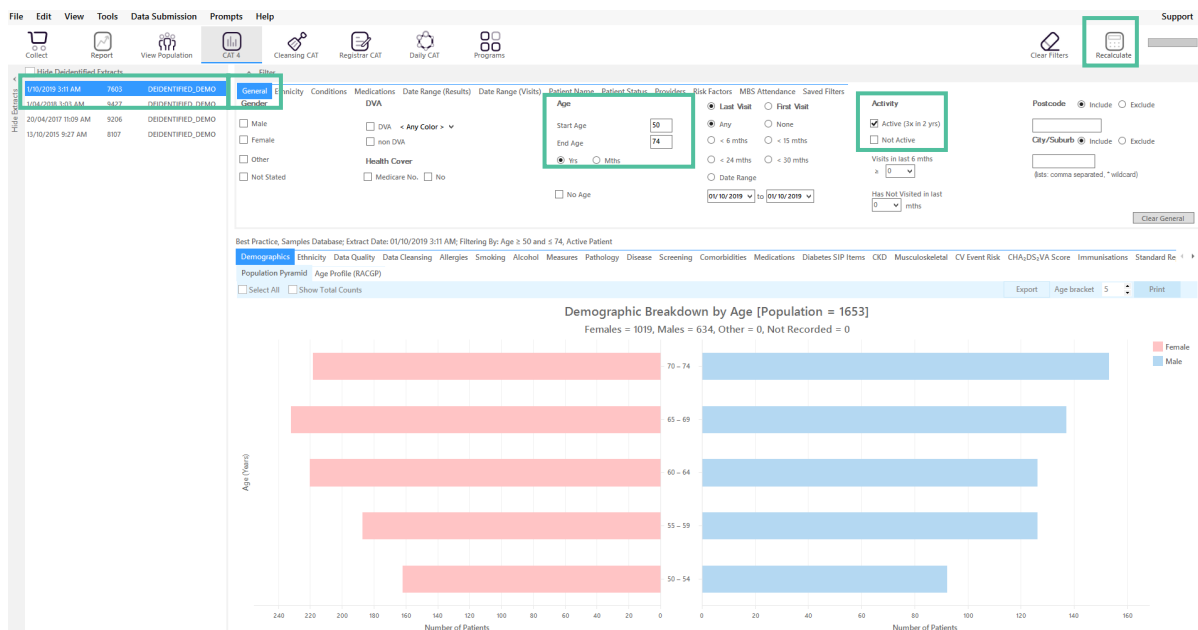 File Edit View Tools Data Submission Prompts Help Support
Collect Report View Population CAT 4 Cleansing CAT Registrar CAT Daily CAT Programs Clear Filters Recalculate
Hide Extracts
Hide Deidentified Extracts
1/10/2019 3:11 AM 7603 DEIDENTIFIED_DEMO
1/04/2018 3:03 AM 9427 DEIDENTIFIED_DEMO
20/04/2017 11:09 AM 9206 DEIDENTIFIED_DEMO
13/10/2015 9:27 AM 8107 DEIDENTIFIED_DEMO
Filter
General Ethnicity Conditions Medications Date Range (Results) Date Range (Visits) Patient Name Patient Status Providers Risk Factors MBS Attendance Saved Filters
Gender
Male
Female
Other
Not Stated
DVA
DVA < Any Color >
non DVA
Health Cover
Medicare No. No
Age
Start Age 50
End Age 74
Yrs Mths
No Age
Last Visit First Visit
Any None
< 6 mths < 15 mths
< 24 mths < 30 mths
Date Range
01/10/2019 to 01/10/2019
Activity
Active (3x in 2 yrs)
Not Active
Visits in last 6 mths
≥ 0
Has Not Visited in last
0 mths
Postcode Include Exclude
City/Suburb Include Exclude
(lists: comma separated, * wildcard)
Clear General
Best Practice, Samples Database; Extract Date: 01/10/2019 3:11 AM; Filtering By: Age ≥ 50 and ≤ 74, Active Patient
Demographics Ethnicity Data Quality Data Cleansing Allergies Smoking Alcohol Measures Pathology Disease Screening Comorbidities Medications Diabetes SIP Items CKD Musculoskeletal CV Event Risk CHA₂DS₂VA Score Immunisations Standard Re
Population Pyramid Age Profile (RACGP)
Select All Show Total Counts Export Age bracket 5 Print
Demographic Breakdown by Age [Population = 1653]
Females = 1019, Males = 634, Other = 0, Not Recorded = 0
Female
Male
Age (Years)
70 – 74
65 – 69
60 – 64
55 – 59
50 – 54
240 220 200 180 160 140 120 100 80 60 40 20 0 0 20 40 60 80 100 120 140 160
Number of Patients Number of Patients